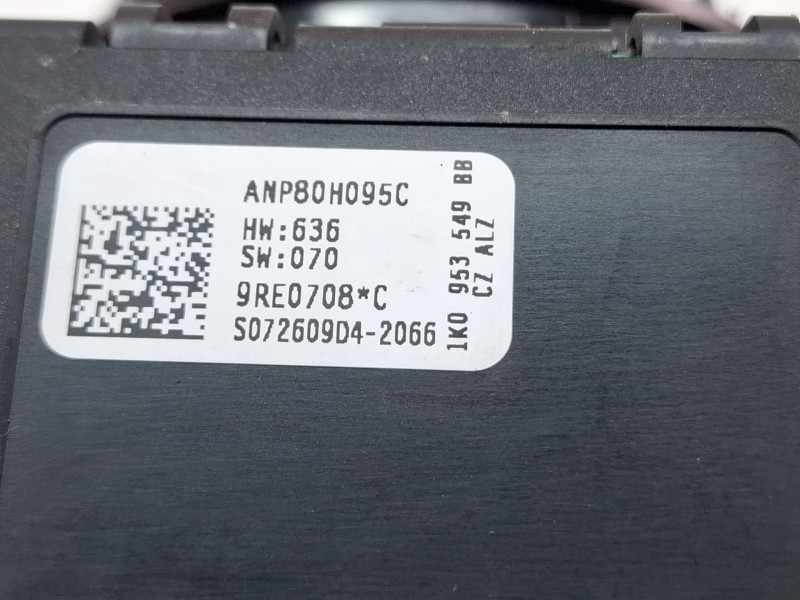 ANP80H095C
HW:636
SW:070
9RE0708*C
S072609D4-2066
1K0 953 549 BB
CZ ALZ